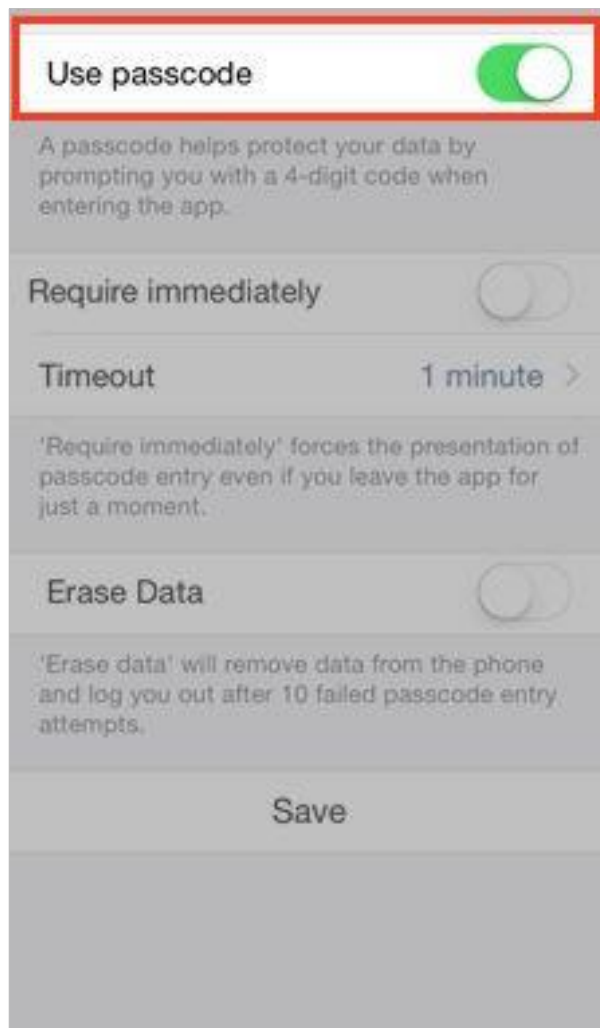 Use passcode
A passcode helps protect your data by
prompting you with a 4-digit code when
entering the app.
Require immediately
Timeout 1 minute >
'Require immediately' forces the presentation of
passcode entry even if you leave the app for
just a moment.
Erase Data
'Erase data' will remove data from the phone
and log you out after 10 failed passcode entry
attempts.
Save